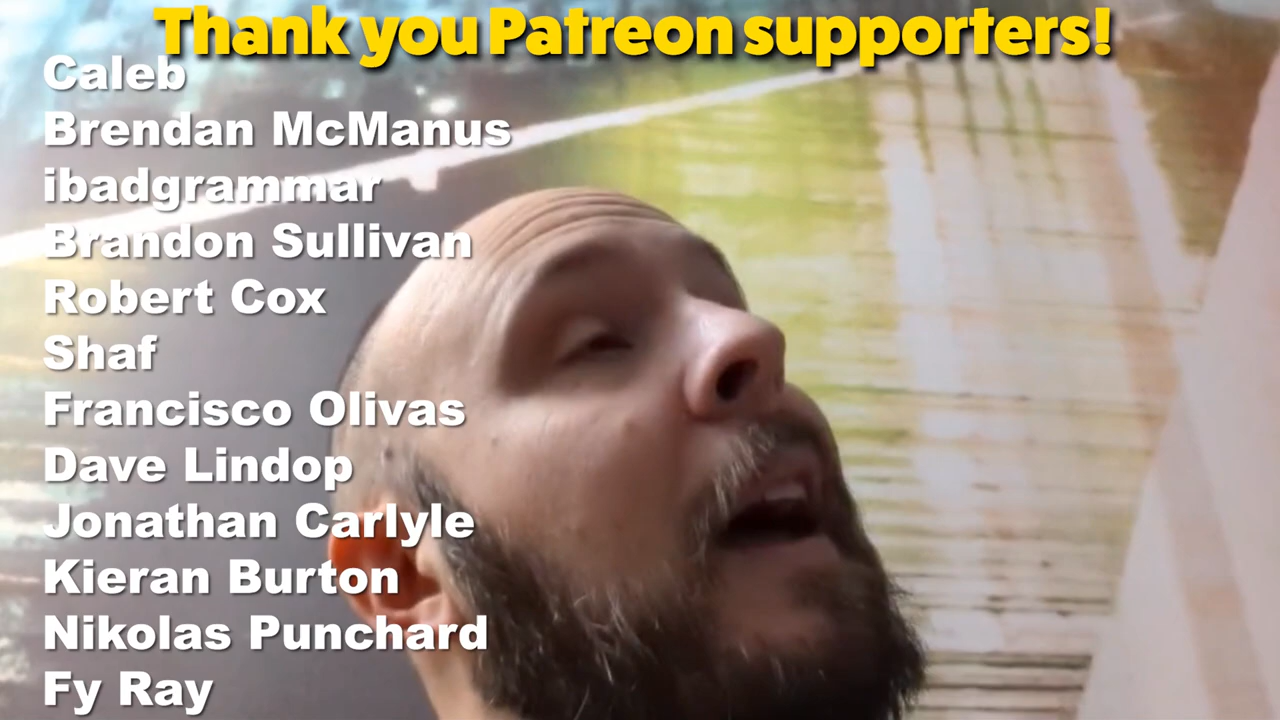 Thank you Patreon supporters!
Caleb
Brendan McManus
ibadgrammar
Brandon Sullivan
Robert Cox
Shaf
Francisco Olivas
Dave Lindop
Jonathan Carlyle
Kieran Burton
Nikolas Punchard
Fy Ray